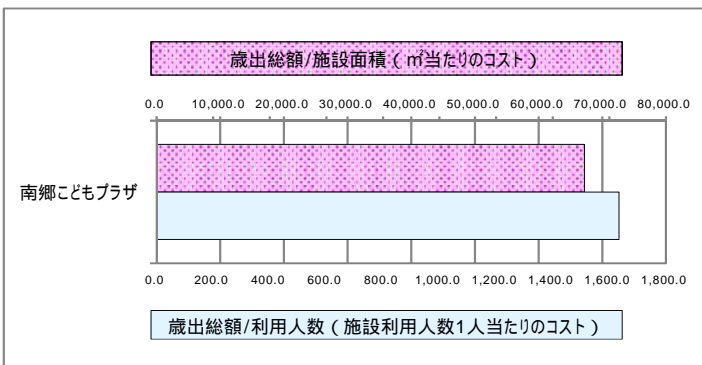 歳出総額/施設面積（㎡当たりのコスト）
0.0 10,000.0 20,000.0 30,000.0 40,000.0 50,000.0 60,000.0 70,000.0 80,000.0
南郷こどもプラザ
0.0 200.0 400.0 600.0 800.0 1,000.0 1,200.0 1,400.0 1,600.0 1,800.0
歳出総額/利用人数（施設利用人数1人当たりのコスト）